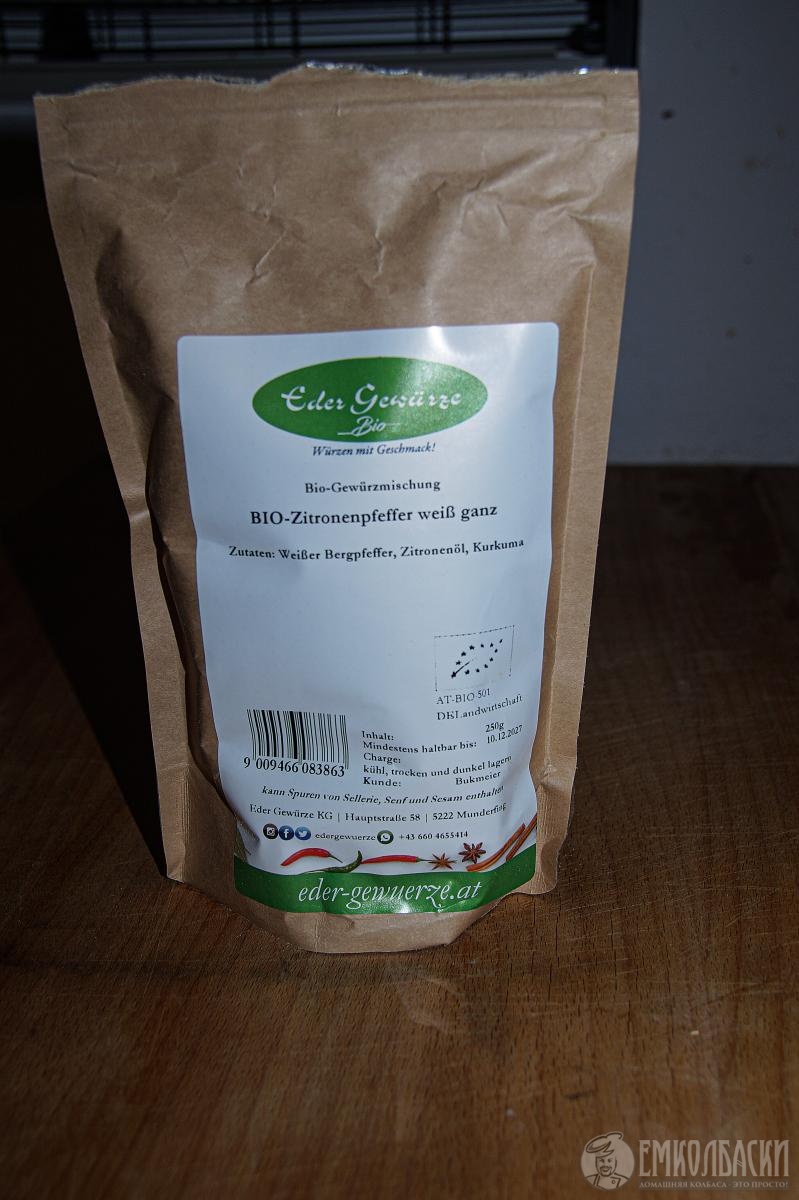 Eder Gewürze
Bio
Würzen mit Geschmack!
Bio-Gewürzmischung
BIO-Zitronenpfeffer weiß ganz
Zutaten: Weißer Bergpfeffer, Zitronenöl, Kurkuma
AT-BIO 501
Landwirtschaft
Inhalt: 250g
Mindestens haltbar bis: 10.12.2027
Charge:
kühl, trocken und dunkel lagern
Kunde: Bukmeier
9 009466 083863
kann Spuren von Sellerie, Senf und Sesam enthalten
Eder Gewürze KG | Hauptstraße 58 | 5222 Munderfing
edergewuerze +43 660 4655414
eder-gewuerze.at
ЕМКОЛБАСКИ
ДОМАШНЯЯ КОЛБАСА - ЭТО ПРОСТО!